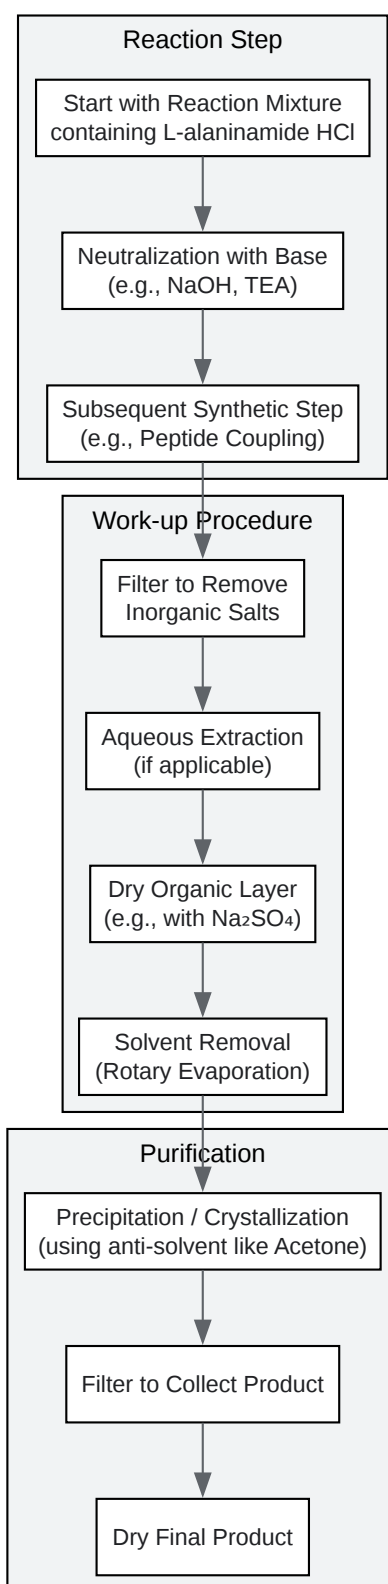 Reaction Step
Start with Reaction Mixture
containing L-alaninamide HCl
Neutralization with Base
(e.g., NaOH, TEA)
Subsequent Synthetic Step
(e.g., Peptide Coupling)
Work-up Procedure
Filter to Remove
Inorganic Salts
Aqueous Extraction
(if applicable)
Dry Organic Layer
(e.g., with Na₂SO₄)
Solvent Removal
(Rotary Evaporation)
Purification
Precipitation / Crystallization
(using anti-solvent like Acetone)
Filter to Collect Product
Dry Final Product